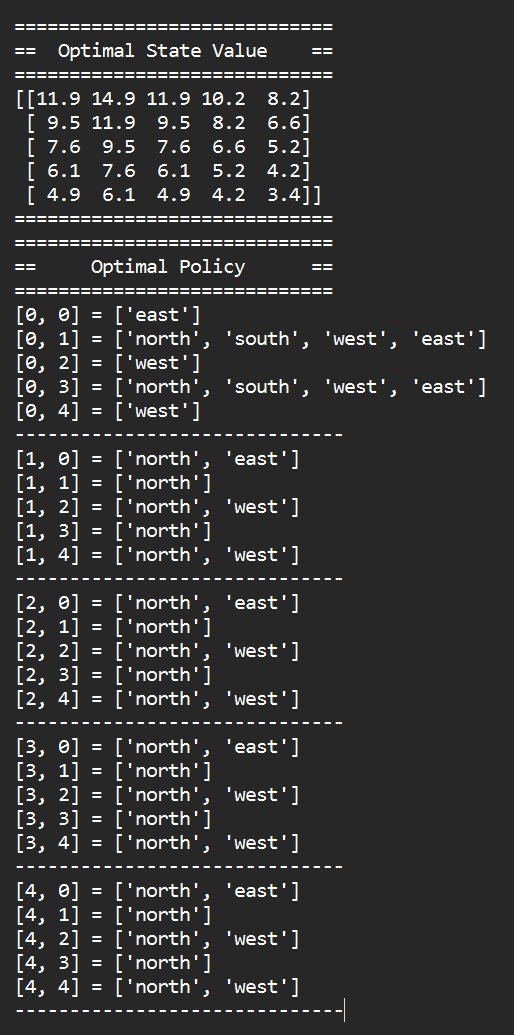 =============================
==  Optimal State Value    ==
=============================
[[11.9 14.9 11.9 10.2  8.2]
 [ 9.5 11.9  9.5  8.2  6.6]
 [ 7.6  9.5  7.6  6.6  5.2]
 [ 6.1  7.6  6.1  5.2  4.2]
 [ 4.9  6.1  4.9  4.2  3.4]]
=============================
=============================
==     Optimal Policy      ==
=============================
[0, 0] = ['east']
[0, 1] = ['north', 'south', 'west', 'east']
[0, 2] = ['west']
[0, 3] = ['north', 'south', 'west', 'east']
[0, 4] = ['west']
------------------------------
[1, 0] = ['north', 'east']
[1, 1] = ['north']
[1, 2] = ['north', 'west']
[1, 3] = ['north']
[1, 4] = ['north', 'west']
------------------------------
[2, 0] = ['north', 'east']
[2, 1] = ['north']
[2, 2] = ['north', 'west']
[2, 3] = ['north']
[2, 4] = ['north', 'west']
------------------------------
[3, 0] = ['north', 'east']
[3, 1] = ['north']
[3, 2] = ['north', 'west']
[3, 3] = ['north']
[3, 4] = ['north', 'west']
------------------------------
[4, 0] = ['north', 'east']
[4, 1] = ['north']
[4, 2] = ['north', 'west']
[4, 3] = ['north']
[4, 4] = ['north', 'west']
------------------------------